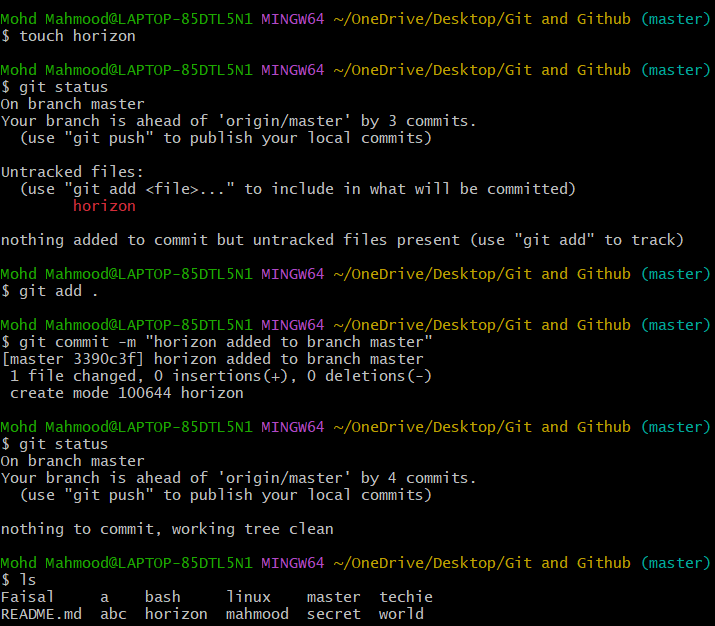 Mohd Mahmood@LAPTOP-85DTL5N1 MINGW64 ~/OneDrive/Desktop/Git and Github (master)
$ touch horizon

Mohd Mahmood@LAPTOP-85DTL5N1 MINGW64 ~/OneDrive/Desktop/Git and Github (master)
$ git status
On branch master
Your branch is ahead of 'origin/master' by 3 commits.
  (use "git push" to publish your local commits)

Untracked files:
  (use "git add <file>..." to include in what will be committed)
        horizon

nothing added to commit but untracked files present (use "git add" to track)

Mohd Mahmood@LAPTOP-85DTL5N1 MINGW64 ~/OneDrive/Desktop/Git and Github (master)
$ git add .

Mohd Mahmood@LAPTOP-85DTL5N1 MINGW64 ~/OneDrive/Desktop/Git and Github (master)
$ git commit -m "horizon added to branch master"
[master 3390c3f] horizon added to branch master
 1 file changed, 0 insertions(+), 0 deletions(-)
 create mode 100644 horizon

Mohd Mahmood@LAPTOP-85DTL5N1 MINGW64 ~/OneDrive/Desktop/Git and Github (master)
$ git status
On branch master
Your branch is ahead of 'origin/master' by 4 commits.
  (use "git push" to publish your local commits)

nothing to commit, working tree clean

Mohd Mahmood@LAPTOP-85DTL5N1 MINGW64 ~/OneDrive/Desktop/Git and Github (master)
$ ls
Faisal     a    bash     linux    master  techie
README.md  abc  horizon  mahmood  secret  world